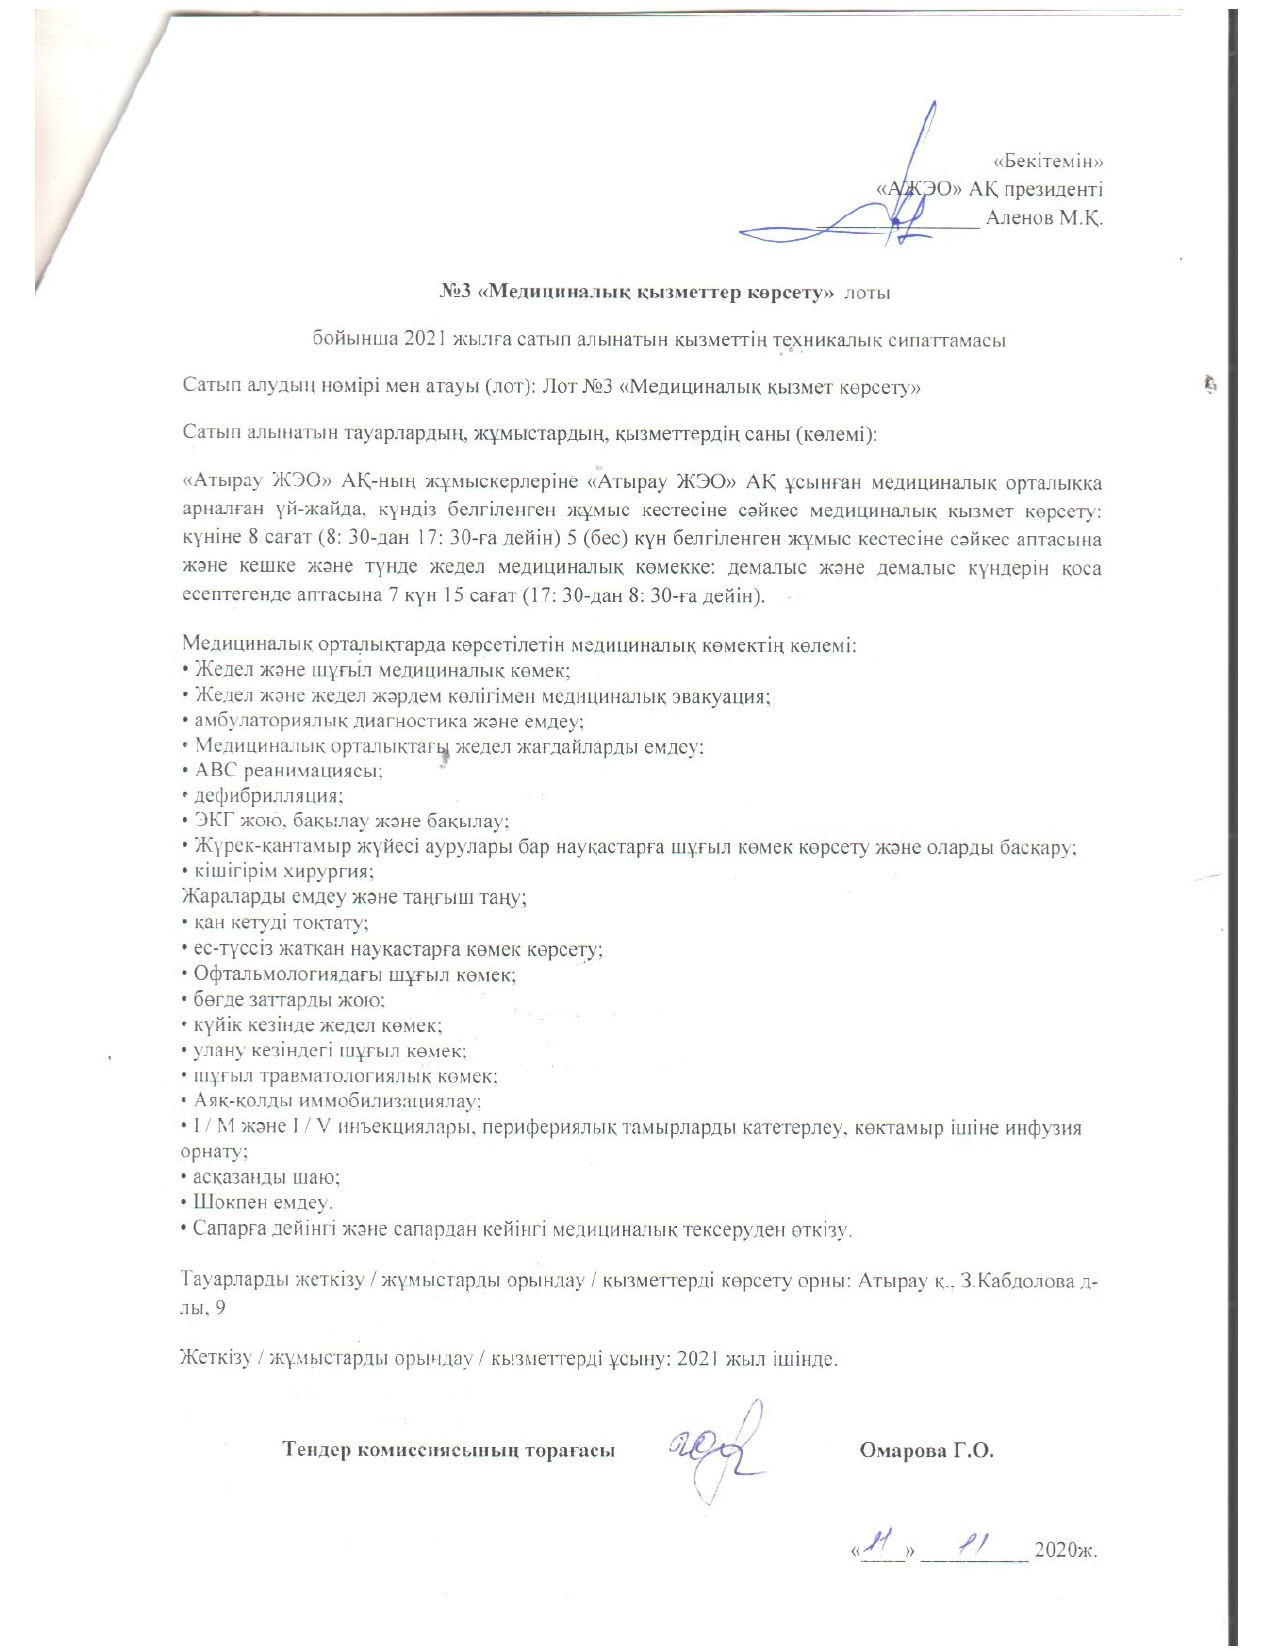 «Бекітемін»
«АЖЭО» АҚ президенті
_______________ Аленов М.Қ.
№3 «Медициналық қызметтер көрсету» лоты
бойынша 2021 жылға сатып алынатын қызметтің техникалық сипаттамасы
Сатып алудың нөмірі мен атауы (лот): Лот №3 «Медициналық қызмет көрсету»
Сатып алынатын тауарлардың, жұмыстардың, қызметтердің саны (көлемі):
«Атырау ЖЭО» АҚ-ның жұмыскерлеріне «Атырау ЖЭО» АҚ ұсынған медициналық орталыққа
арналған үй-жайда, күндіз белгіленген жұмыс кестесіне сәйкес медициналық қызмет көрсету:
күніне 8 сағат (8: 30-дан 17: 30-ға дейін) 5 (бес) күн белгіленген жұмыс кестесіне сәйкес аптасына
және кешке және түнде жедел медициналық көмекке: демалыс және демалыс күндерін қоса
есептегенде аптасына 7 күн 15 сағат (17: 30-дан 8: 30-ға дейін).
Медициналық орталықтарда көрсетілетін медициналық көмектің көлемі:
• Жедел және шұғыл медициналық көмек;
• Жедел және жедел жәрдем көлігімен медициналық эвакуация;
• амбулаториялық диагностика және емдеу;
• Медициналық орталықтағы жедел жағдайларды емдеу:
• АВС реанимациясы;
• дефибрилляция;
• ЭКГ жою, бақылау және бақылау;
• Жүрек-қантамыр жүйесі аурулары бар науқастарға шұғыл көмек көрсету және оларды басқару;
• кішігірім хирургия;
Жараларды емдеу және таңғыш таңу;
• қан кетуді тоқтату;
• ес-түссіз жатқан науқастарға көмек көрсету;
• Офтальмологиядағы шұғыл көмек;
• бөгде заттарды жою;
• күйік кезінде жедел көмек;
• улану кезіндегі шұғыл көмек;
• шұғыл травматологиялық көмек;
• Аяқ-қолды иммобилизациялау;
• I / M және I / V инъекциялары, перифериялық тамырларды катетерлеу, көктамыр ішіне инфузия
орнату;
• асқазанды шаю;
• Шокпен емдеу.
• Сапарға дейінгі және сапардан кейінгі медициналық тексеруден өткізу.
Тауарларды жеткізу / жұмыстарды орындау / қызметтерді көрсету орны: Атырау қ., З.Кабдолова д-
лы, 9
Жеткізу / жұмыстарды орындау / қызметтерді ұсыну: 2021 жыл ішінде.
Тендер комиссиясының торағасы Омарова Г.О.
«11» 11 2020ж.